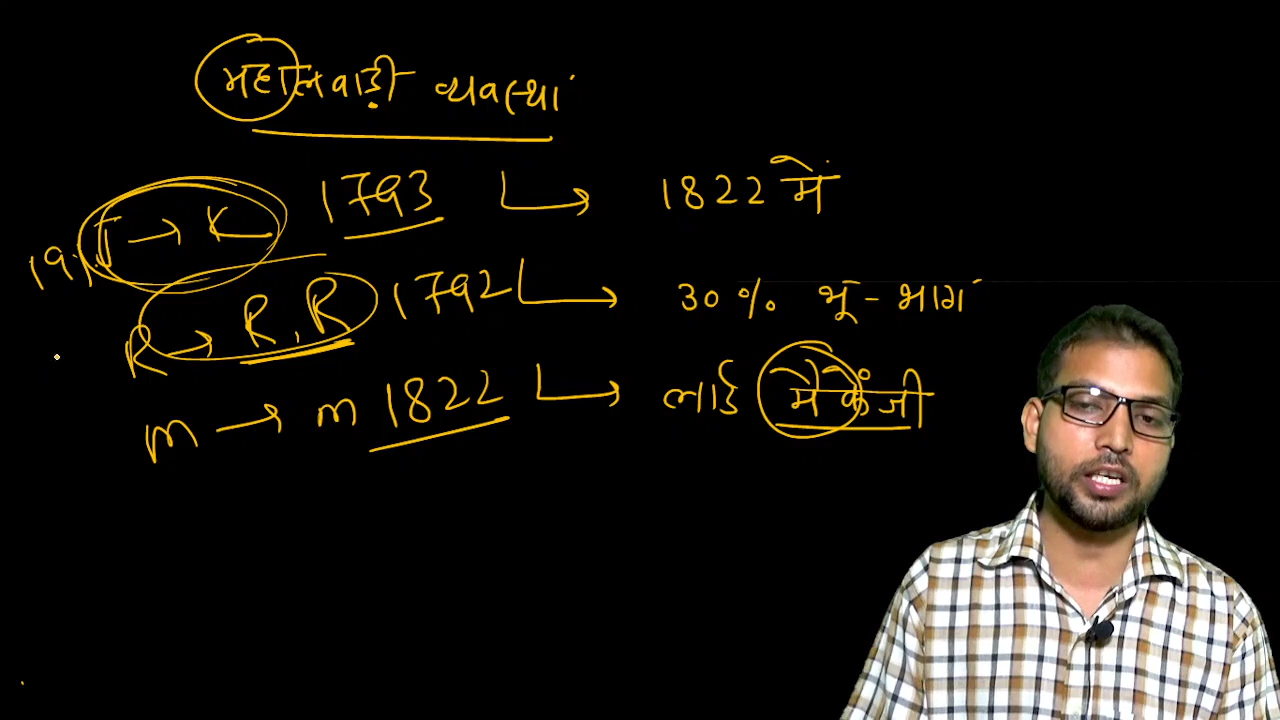 महालवाड़ी व्यवस्था
J → K 1793 → 1822 में
19%
R → R, R 1792 → 30% भू-भाग
m → m 1822 → लार्ड मैकेंजी